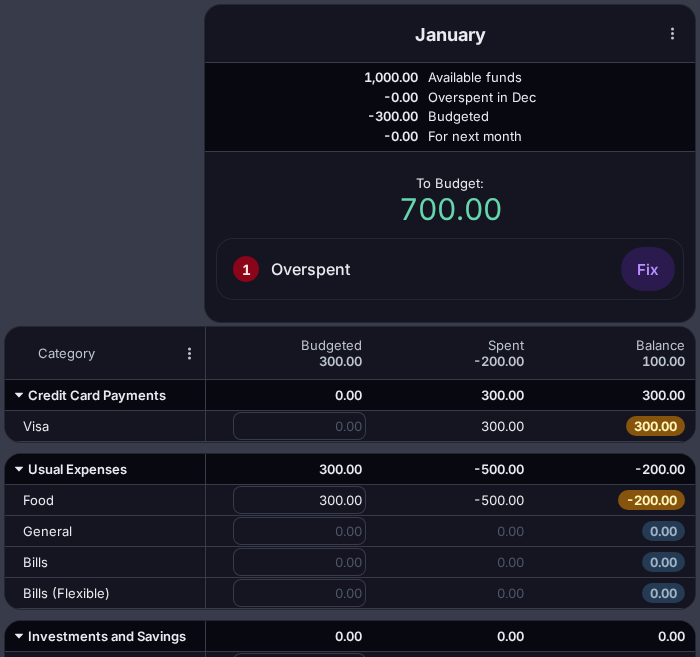 January
1,000.00 Available funds
-0.00 Overspent in Dec
-300.00 Budgeted
-0.00 For next month
To Budget:
700.00
1 Overspent Fix
Category Budgeted Spent Balance
300.00 -200.00 100.00
Credit Card Payments 0.00 300.00 300.00
Visa 0.00 300.00 300.00
Usual Expenses 300.00 -500.00 -200.00
Food 300.00 -500.00 -200.00
General 0.00 0.00 0.00
Bills 0.00 0.00 0.00
Bills (Flexible) 0.00 0.00 0.00
Investments and Savings 0.00 0.00 0.00